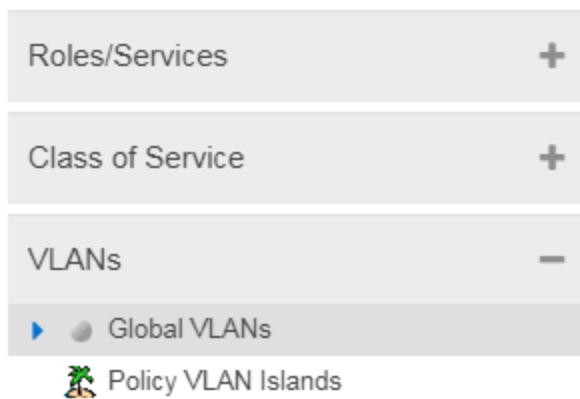 Roles/Services
Class of Service
VLANs
Global VLANs
Policy VLAN Islands